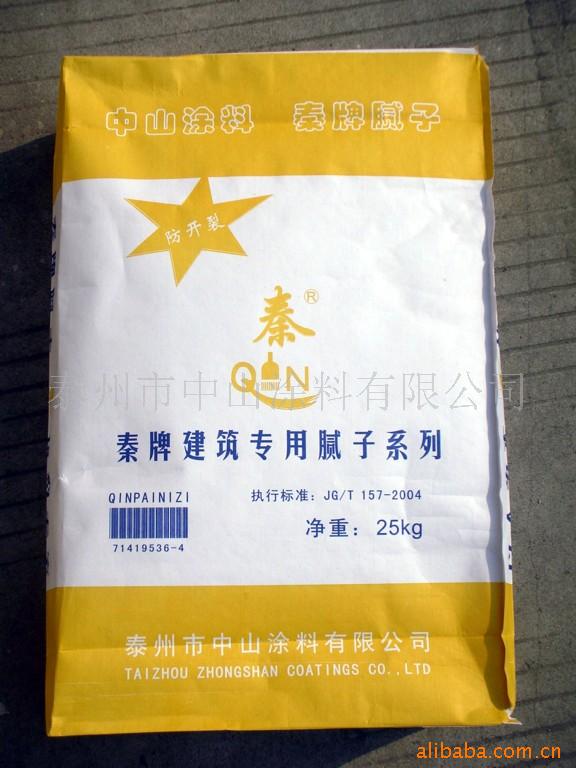 中山涂料 秦牌腻子
防开裂
秦®
QIN
泰州市中山涂料有限公司
秦牌建筑专用腻子系列
QINPAINIZI
执行标准：JG/T 157-2004
71419536-4
净重：25kg
泰州市中山涂料有限公司
TAIZHOU ZHONGSHAN COATINGS CO.,LTD
alibaba.com.cn